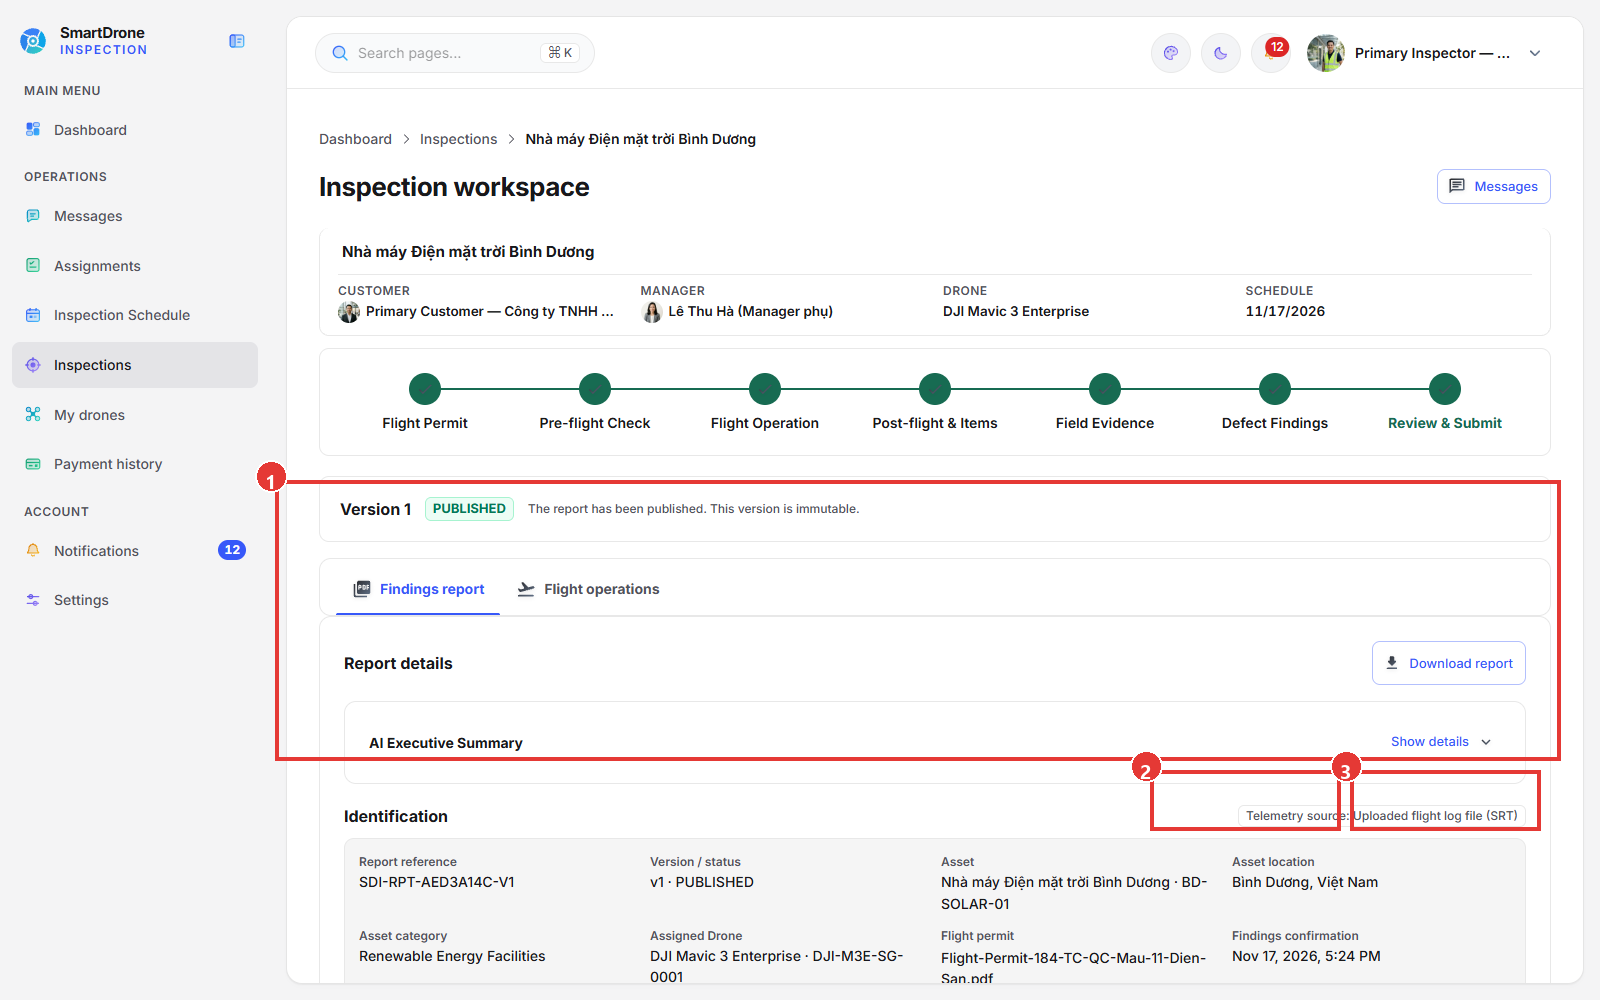 SmartDrone
INSPECTION
MAIN MENU
Dashboard
OPERATIONS
Messages
Assignments
Inspection Schedule
Inspections
My drones
Payment history
ACCOUNT
Notifications 12
Settings
Search pages... ⌘ K
12
Primary Inspector — ...
Dashboard > Inspections > Nhà máy Điện mặt trời Bình Dương
Inspection workspace
Messages
Nhà máy Điện mặt trời Bình Dương
CUSTOMER
Primary Customer — Công ty TNHH ...
MANAGER
Lê Thu Hà (Manager phụ)
DRONE
DJI Mavic 3 Enterprise
SCHEDULE
11/17/2026
Flight Permit
Pre-flight Check
Flight Operation
Post-flight & Items
Field Evidence
Defect Findings
Review & Submit
1
Version 1 PUBLISHED The report has been published. This version is immutable.
PDF Findings report
Flight operations
Report details
Download report
AI Executive Summary
Show details
2
3
Identification
Telemetry source: Uploaded flight log file (SRT)
Report reference
SDI-RPT-AED3A14C-V1
Version / status
v1 · PUBLISHED
Asset
Nhà máy Điện mặt trời Bình Dương · BD-
SOLAR-01
Asset location
Bình Dương, Việt Nam
Asset category
Renewable Energy Facilities
Assigned Drone
DJI Mavic 3 Enterprise · DJI-M3E-SG-
0001
Flight permit
Flight-Permit-184-TC-QC-Mau-11-Dien-
San.pdf
Findings confirmation
Nov 17, 2026, 5:24 PM